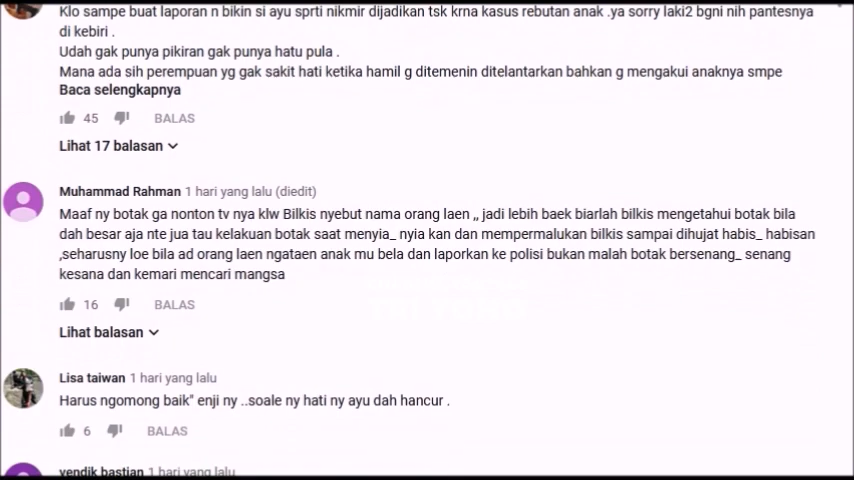 Klo sampe buat laporan n bikin si ayu sprti nikmir dijadikan tsk krna kasus rebutan anak .ya sorry laki2 bgni nih pantesnya
di kebiri .
Udah gak punya pikiran gak punya hatu pula .
Mana ada sih perempuan yg gak sakit hati ketika hamil g ditemenin ditelantarkan bahkan g mengakui anaknya smpe
Baca selengkapnya
45 BALAS
Lihat 17 balasan
Muhammad Rahman 1 hari yang lalu (diedit)
Maaf ny botak ga nonton tv nya klw Bilkis nyebut nama orang laen ,, jadi lebih baek biarlah bilkis mengetahui botak bila
dah besar aja nte jua tau kelakuan botak saat menyia_ nyia kan dan mempermalukan bilkis sampai dihujat habis_ habisan
,seharusny loe bila ad orang laen ngataen anak mu bela dan laporkan ke polisi bukan malah botak bersenang_ senang
kesana dan kemari mencari mangsa
16 BALAS
Lihat balasan
Lisa taiwan 1 hari yang lalu
Harus ngomong baik" enji ny ..soale ny hati ny ayu dah hancur .
6 BALAS
yendik bastian 1 hari yang lalu